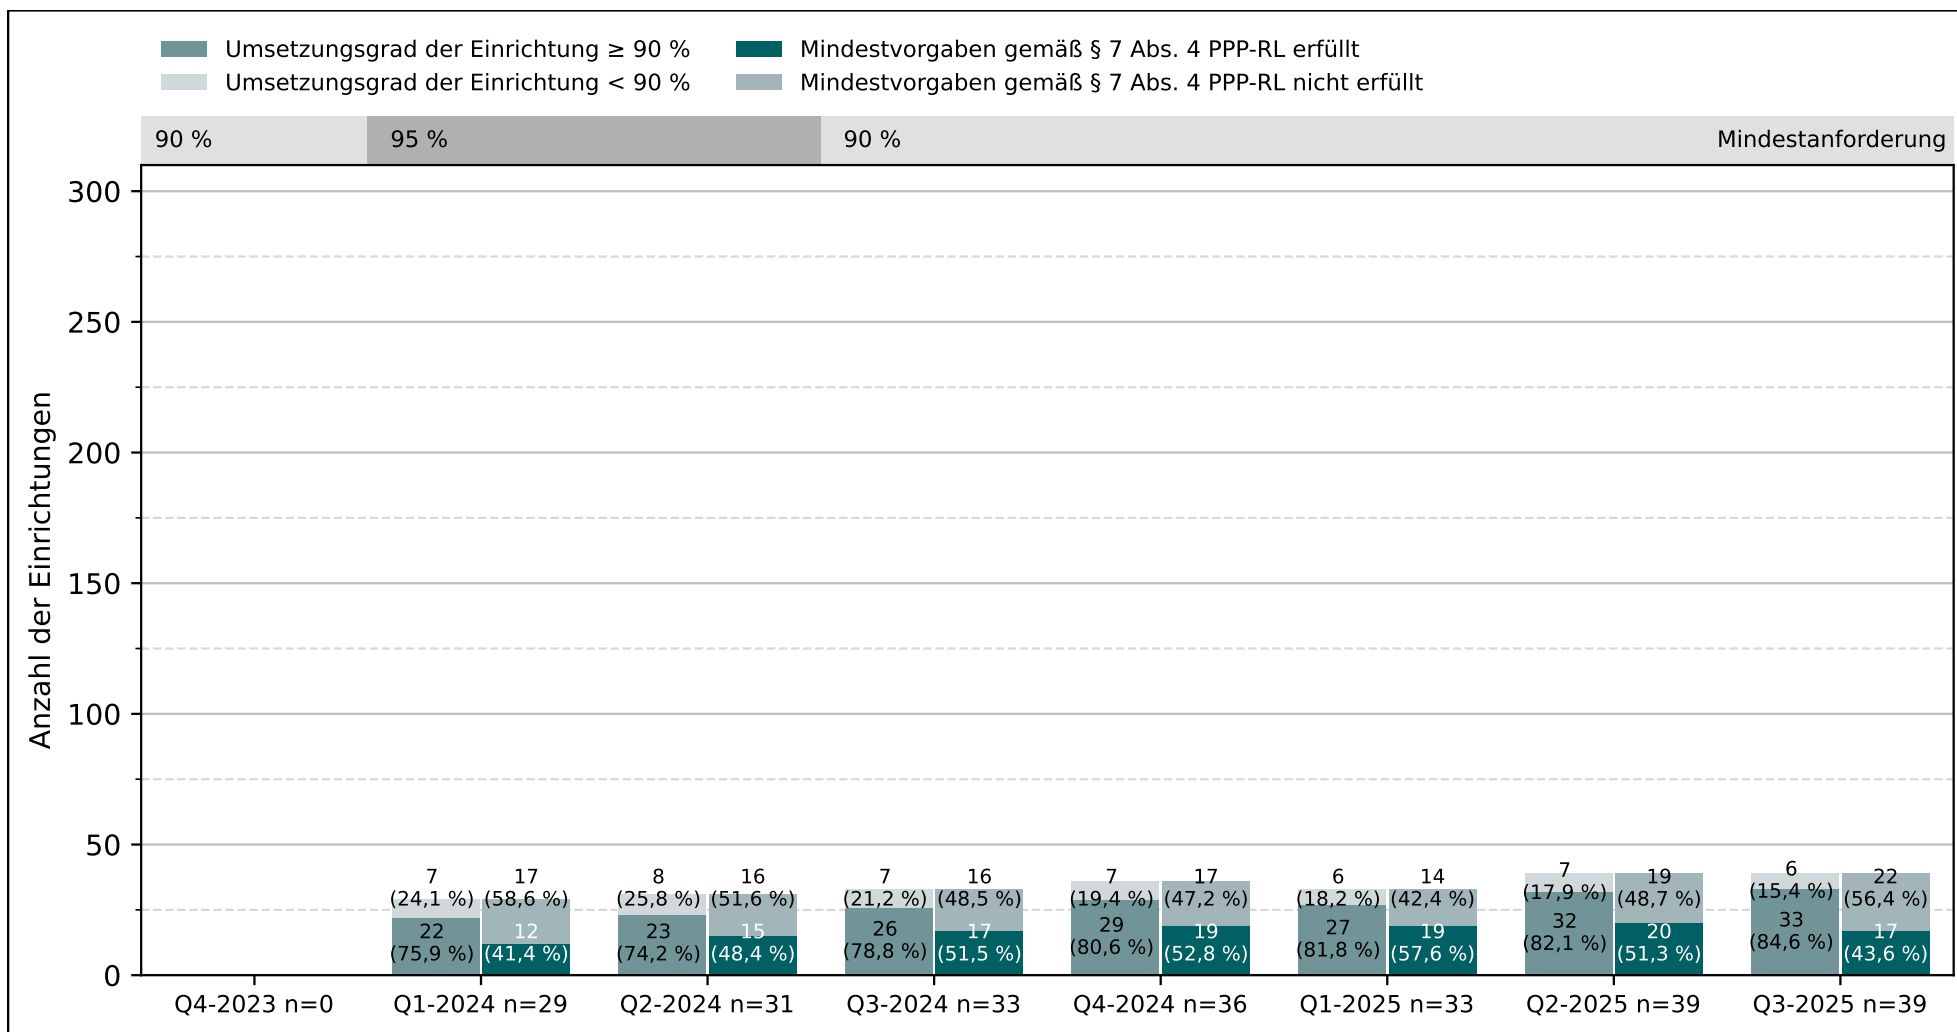 Umsetzungsgrad der Einrichtung ≥ 90 %
Umsetzungsgrad der Einrichtung < 90 %
Mindestvorgaben gemäß § 7 Abs. 4 PPP-RL erfüllt
Mindestvorgaben gemäß § 7 Abs. 4 PPP-RL nicht erfüllt
90 % 95 % 90 % Mindestanforderung
Anzahl der Einrichtungen
300
250
200
150
100
50
0
7 17 8 16 7 16 7 17 6 14 7 19 6 22
(24,1 %) (58,6 %) (25,8 %) (51,6 %) (21,2 %) (48,5 %) (19,4 %) (47,2 %) (18,2 %) (42,4 %) (17,9 %) (48,7 %) (15,4 %) (56,4 %)
22 12 23 15 26 17 29 19 27 19 32 20 33 17
(75,9 %) (41,4 %) (74,2 %) (48,4 %) (78,8 %) (51,5 %) (80,6 %) (52,8 %) (81,8 %) (57,6 %) (82,1 %) (51,3 %) (84,6 %) (43,6 %)
Q4-2023 n=0 Q1-2024 n=29 Q2-2024 n=31 Q3-2024 n=33 Q4-2024 n=36 Q1-2025 n=33 Q2-2025 n=39 Q3-2025 n=39